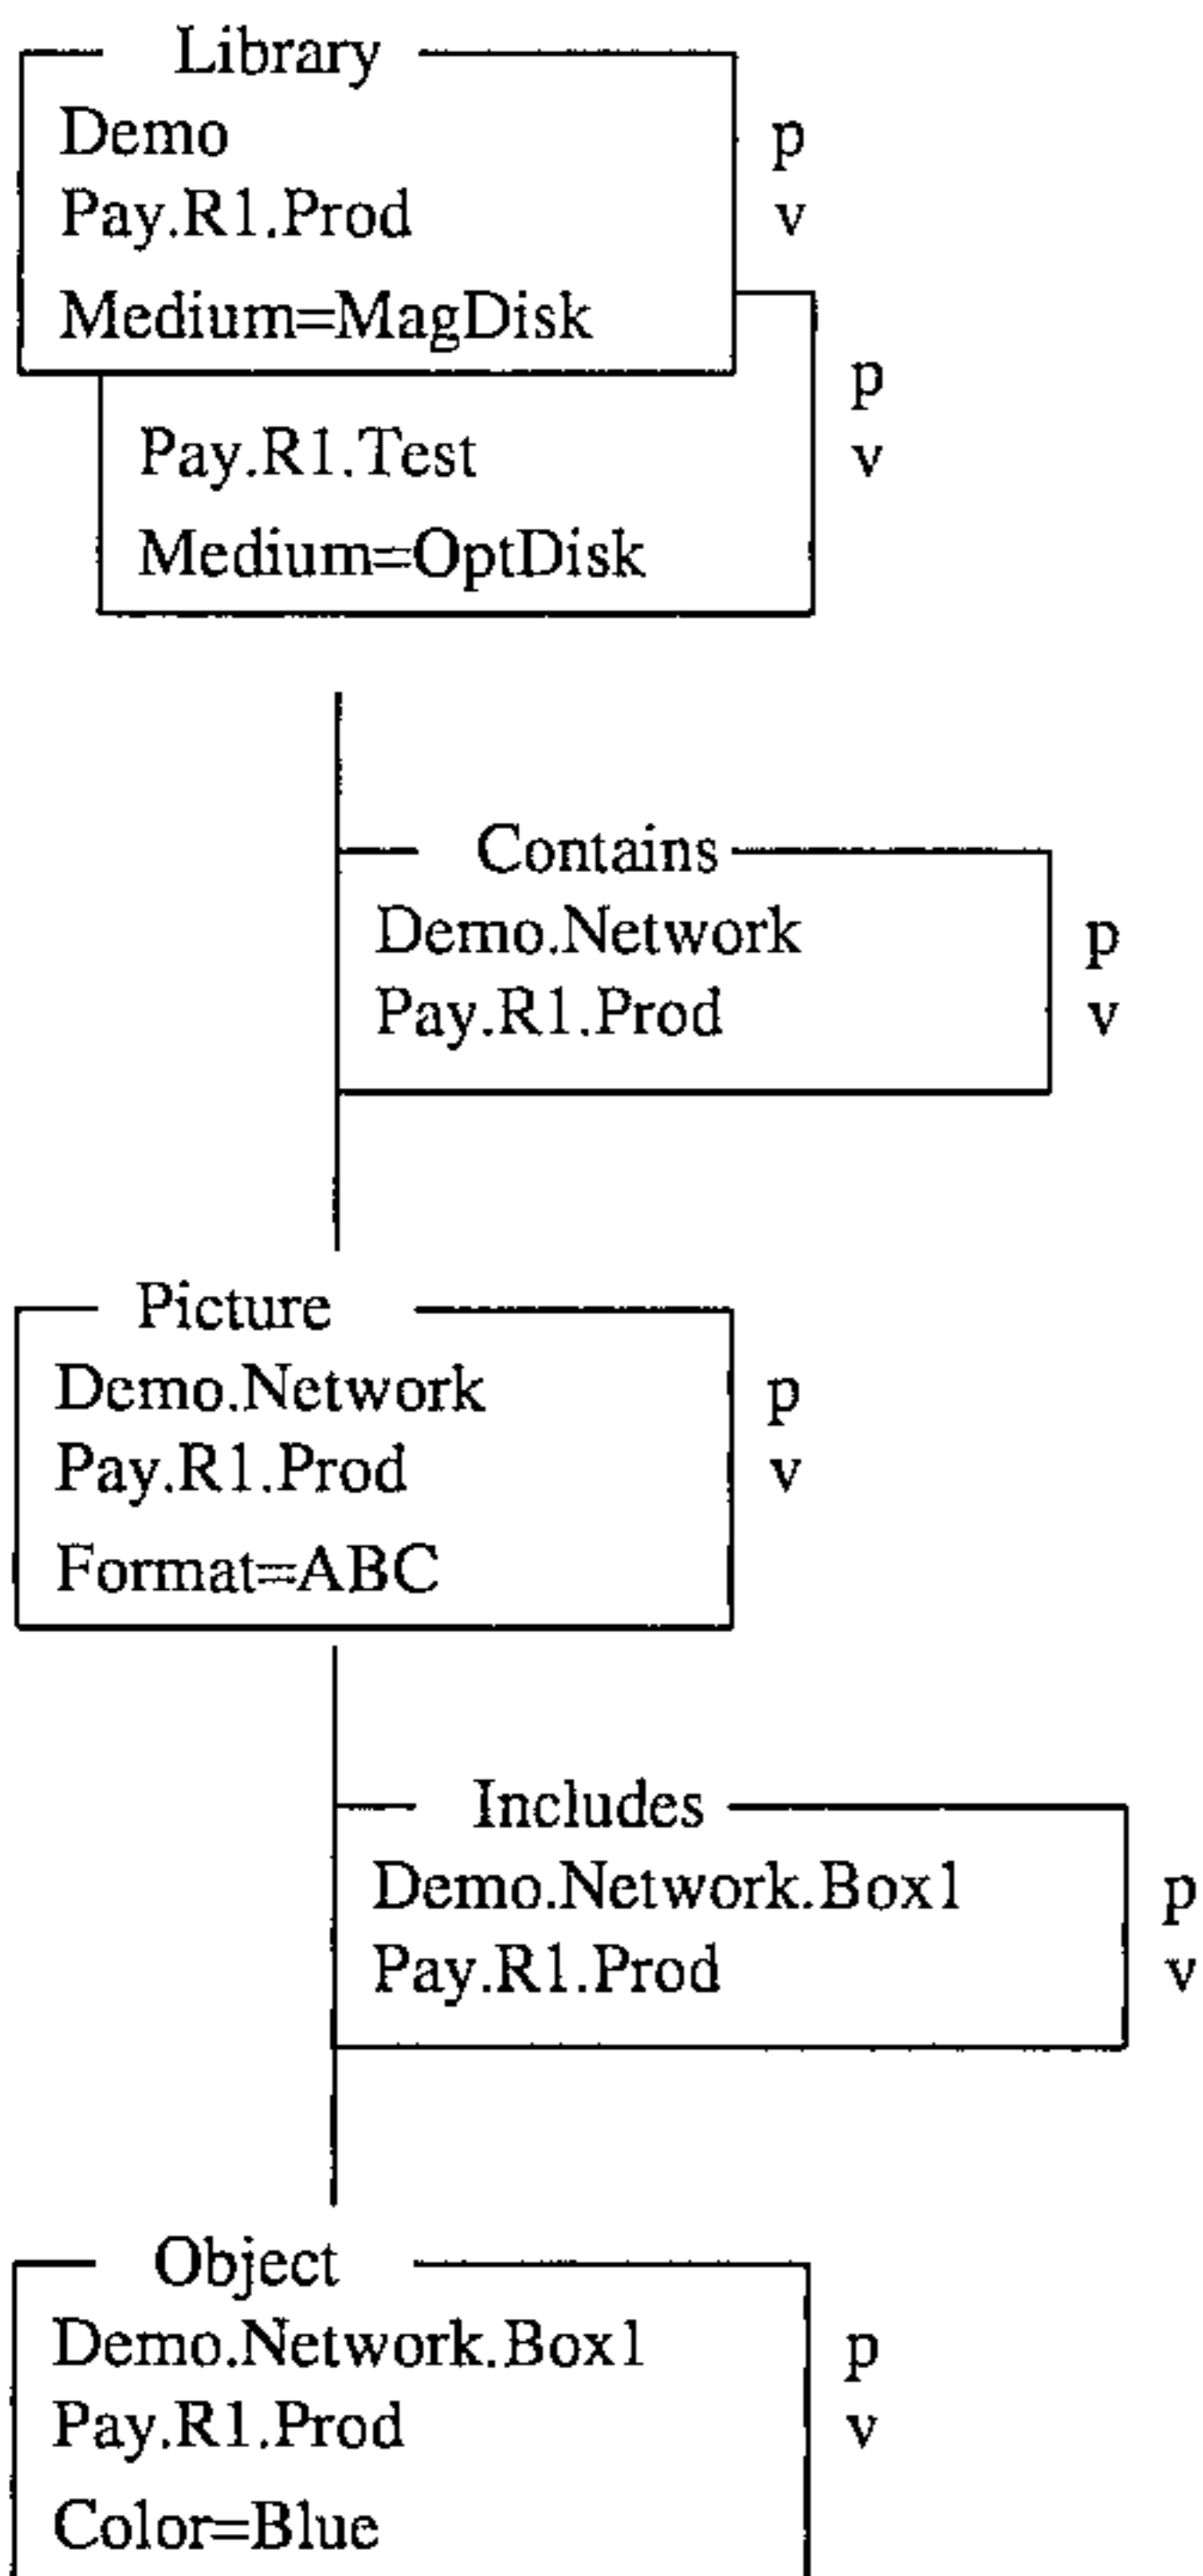 Library
Demo p
Pay.R1.Prod v
Medium=MagDisk
p
Pay.R1.Test v
Medium=OptDisk
Contains
Demo.Network p
Pay.R1.Prod v
Picture
Demo.Network p
Pay.R1.Prod v
Format=ABC
Includes
Demo.Network.Box1 p
Pay.R1.Prod v
Object
Demo.Network.Box1 p
Pay.R1.Prod v
Color=Blue